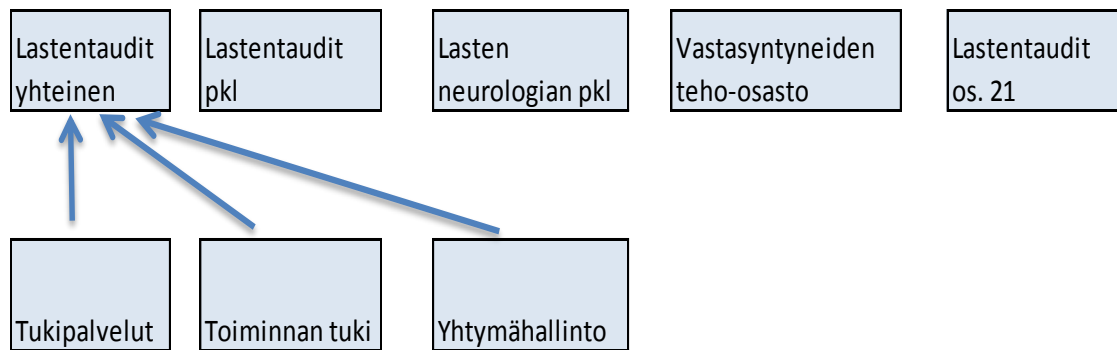 Lastentaudit
yhteinen
Lastentaudit
pkl
Lasten
neurologian pkl
Vastasyntyneiden
teho-osasto
Lastentaudit
os. 21
Tukipalvelut
Toiminnan tuki
Yhtymähallinto